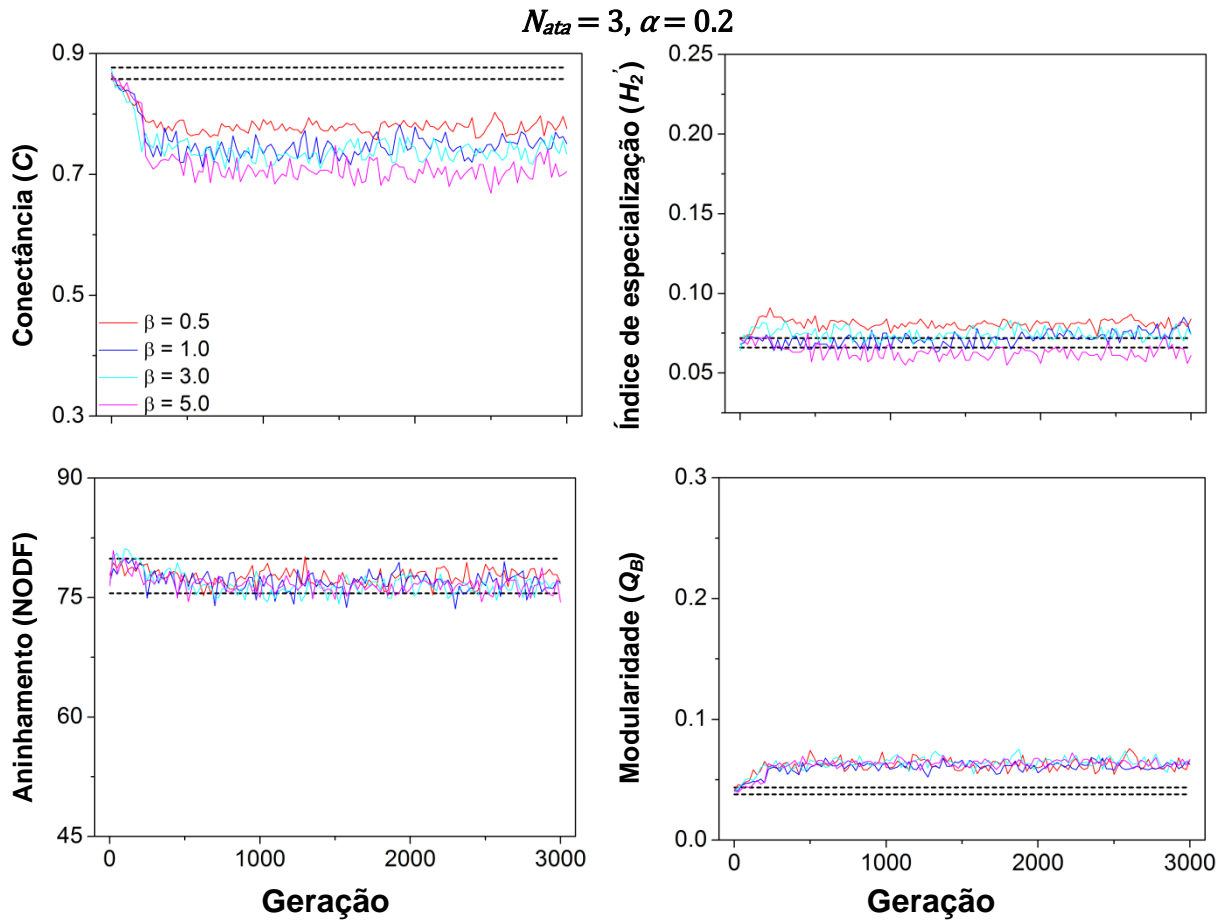 N_ata = 3, α = 0.2
Conectância (C)
0.9
0.7
0.5
0.3
β = 0.5
β = 1.0
β = 3.0
β = 5.0
Índice de especialização (H₂')
0.25
0.20
0.15
0.10
0.05
Aninhamento (NODF)
90
75
60
45
0
1000
2000
3000
Geração
Modularidade (Q_B)
0.3
0.2
0.1
0.0
0
1000
2000
3000
Geração